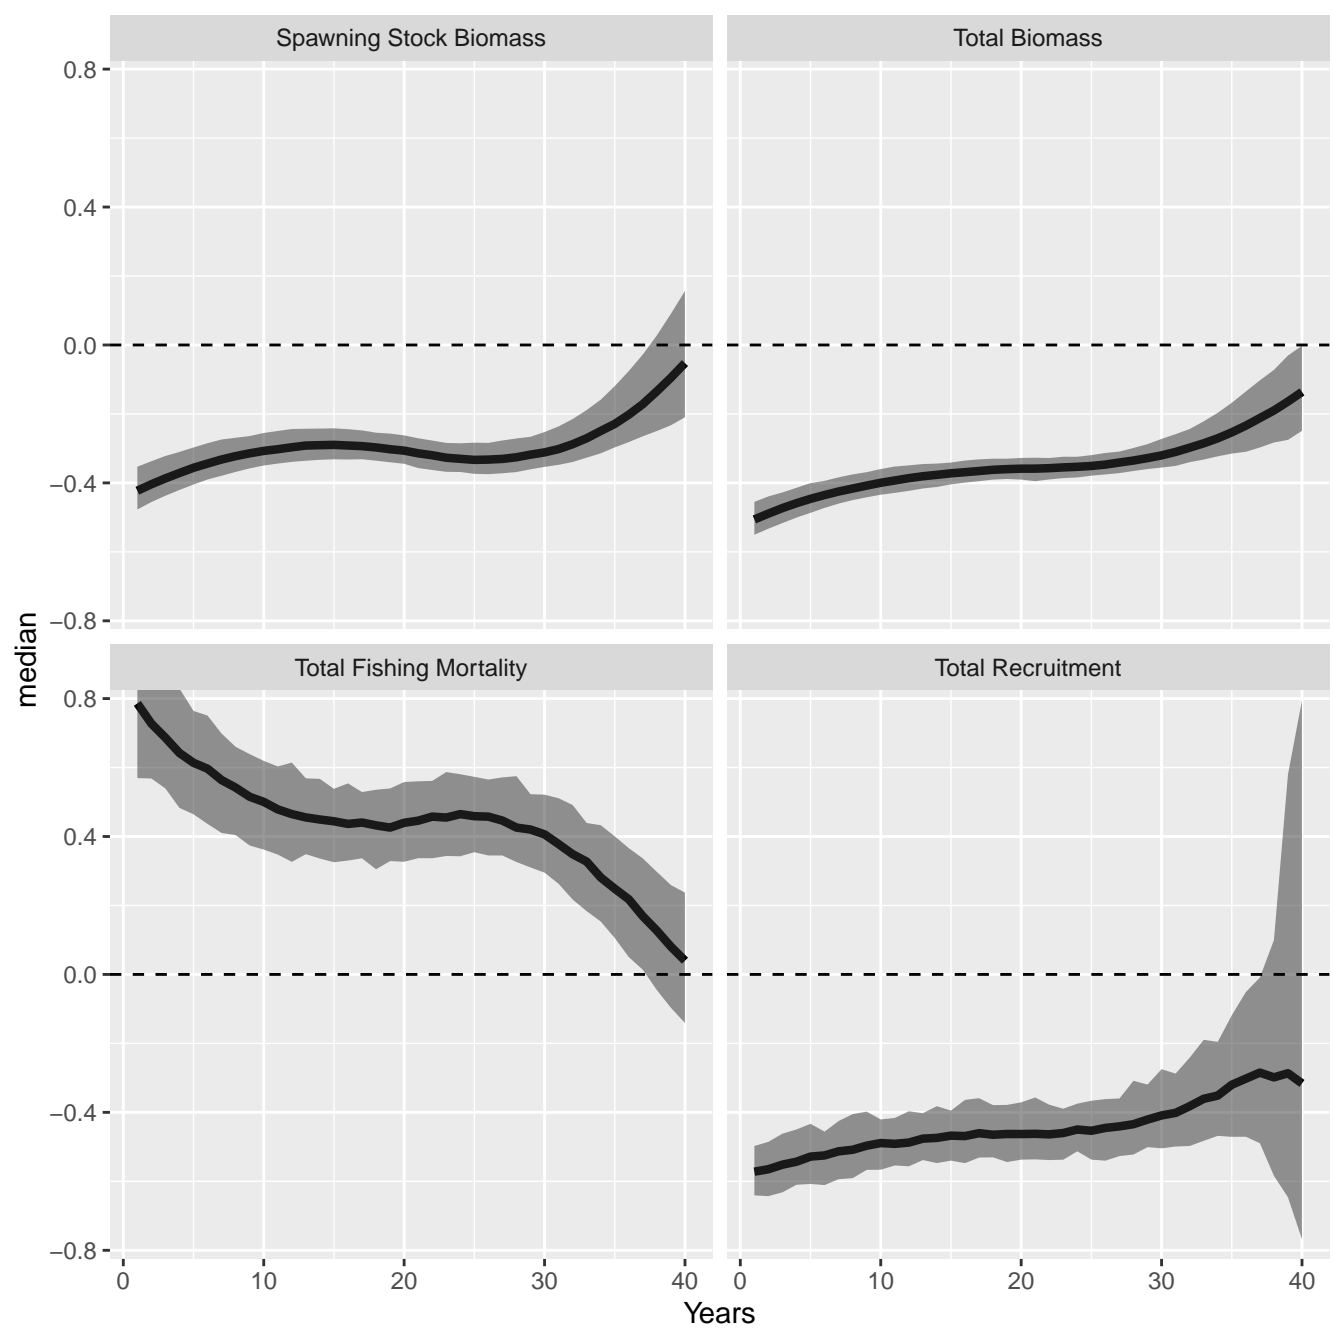 Spawning Stock Biomass
Total Biomass
0.8
0.4
0.0
−0.4
−0.8
Total Fishing Mortality
Total Recruitment
0.8
0.4
0.0
−0.4
−0.8
0 10 20 30 40
0 10 20 30 40
Years
median